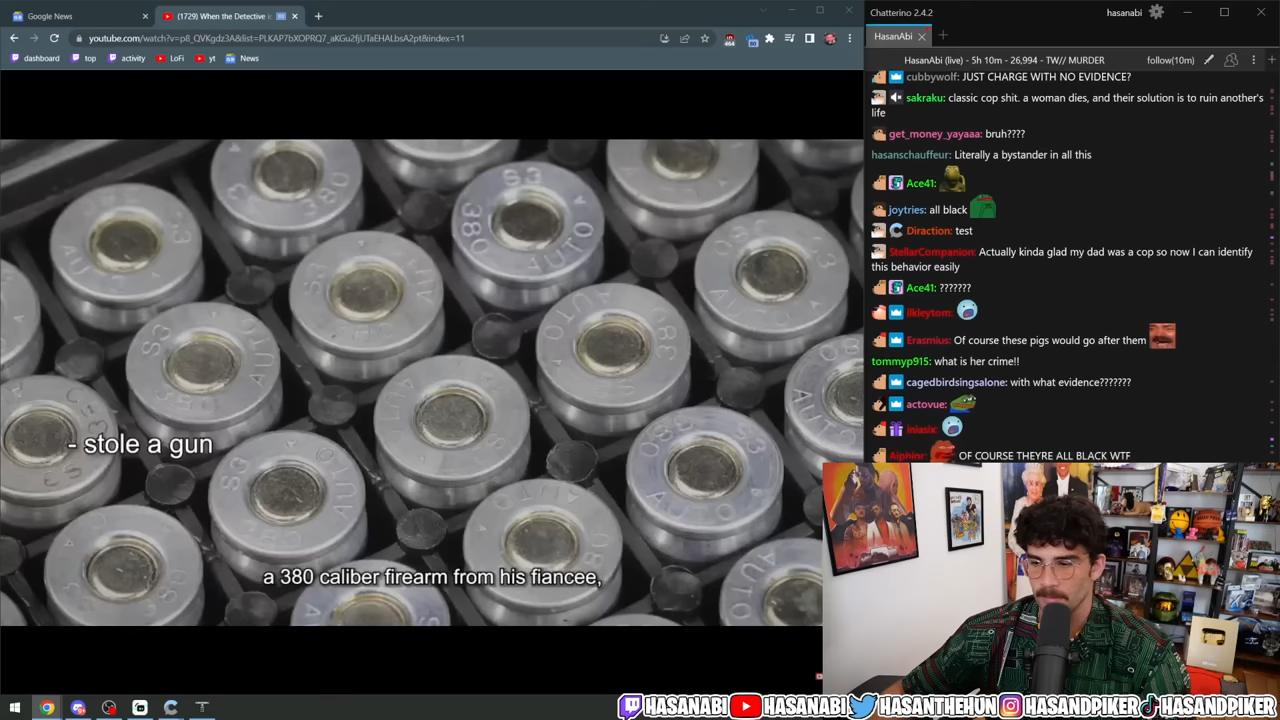 Google News
(1729) When the Detective i
youtube.com/watch?v=p8_QVKgdz3A&list=PLKAP7bXOPRQ7_aKGu2fjUTaEHALbsA2pt&index=11
dashboard top activity LoFi yt News
Chatterino 2.4.2
hasanabi
HasanAbi
HasanAbi (live) - 5h 10m - 26,994 - TW// MURDER
follow(10m)
cubbywolf: JUST CHARGE WITH NO EVIDENCE?
sakraku: classic cop shit. a woman dies, and their solution is to ruin another's
life
get_money_yayaaa: bruh????
hasanschauffeur: Literally a bystander in all this
Ace41:
joytries: all black
Diraction: test
StellarCompanion: Actually kinda glad my dad was a cop so now I can identify
this behavior easily
Ace41: ???????
ilkleytom:
Erasmius: Of course these pigs would go after them
tommyp915: what is her crime!!
cagedbirdsingalone: with what evidence???????
actovue:
iniasix:
OF COURSE THEYRE ALL BLACK WTF
- stole a gun
a 380 caliber firearm from his fiancee,
HASANABI HASANABI HASANTHEHUN HASANDPIKER HASANDPIKER